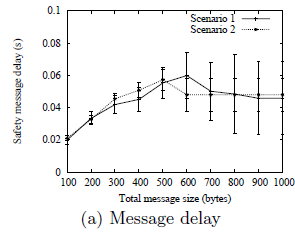 0.1
Scenario 1
Scenario 2
0.08
0.06
0.04
0.02
0
Safety message delay (s)
100 200 300 400 500 600 700 800 900 1000
Total message size (bytes)
(a) Message delay